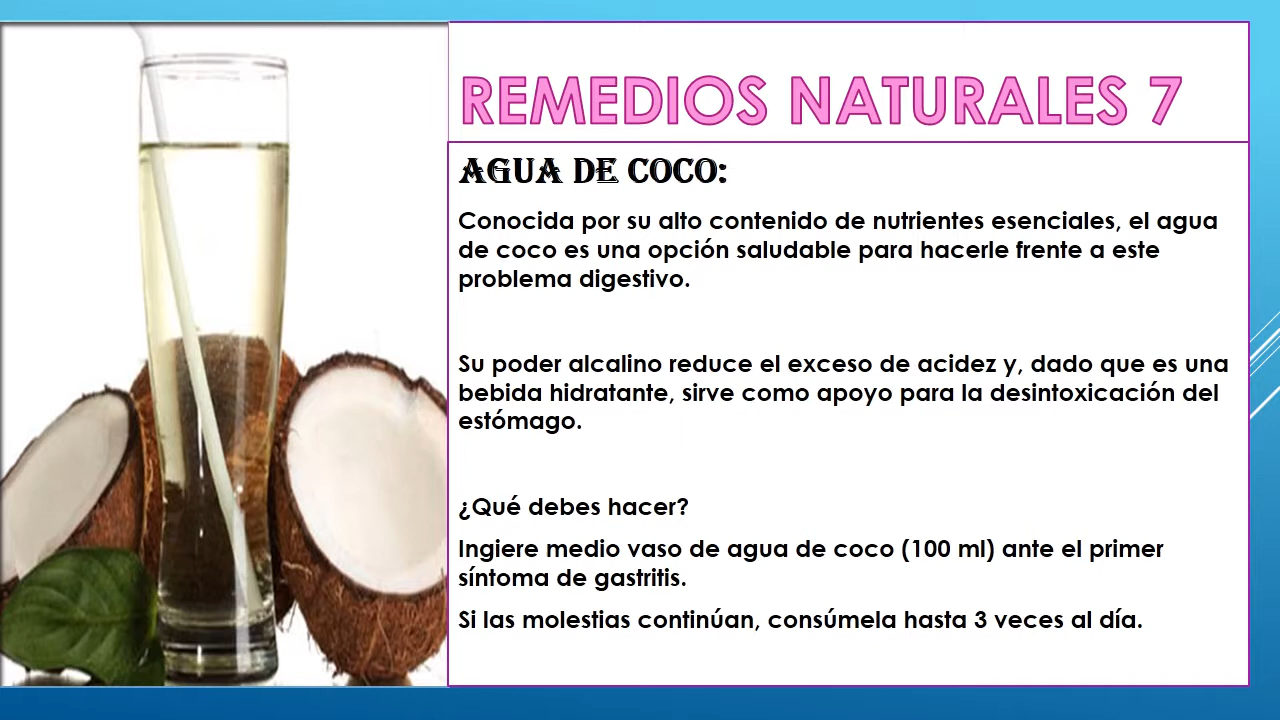 REMEDIOS NATURALES 7
AGUA DE COCO:
Conocida por su alto contenido de nutrientes esenciales, el agua
de coco es una opción saludable para hacerle frente a este
problema digestivo.
Su poder alcalino reduce el exceso de acidez y, dado que es una
bebida hidratante, sirve como apoyo para la desintoxicación del
estómago.
¿Qué debes hacer?
Ingiere medio vaso de agua de coco (100 ml) ante el primer
síntoma de gastritis.
Si las molestias continúan, consúmela hasta 3 veces al día.